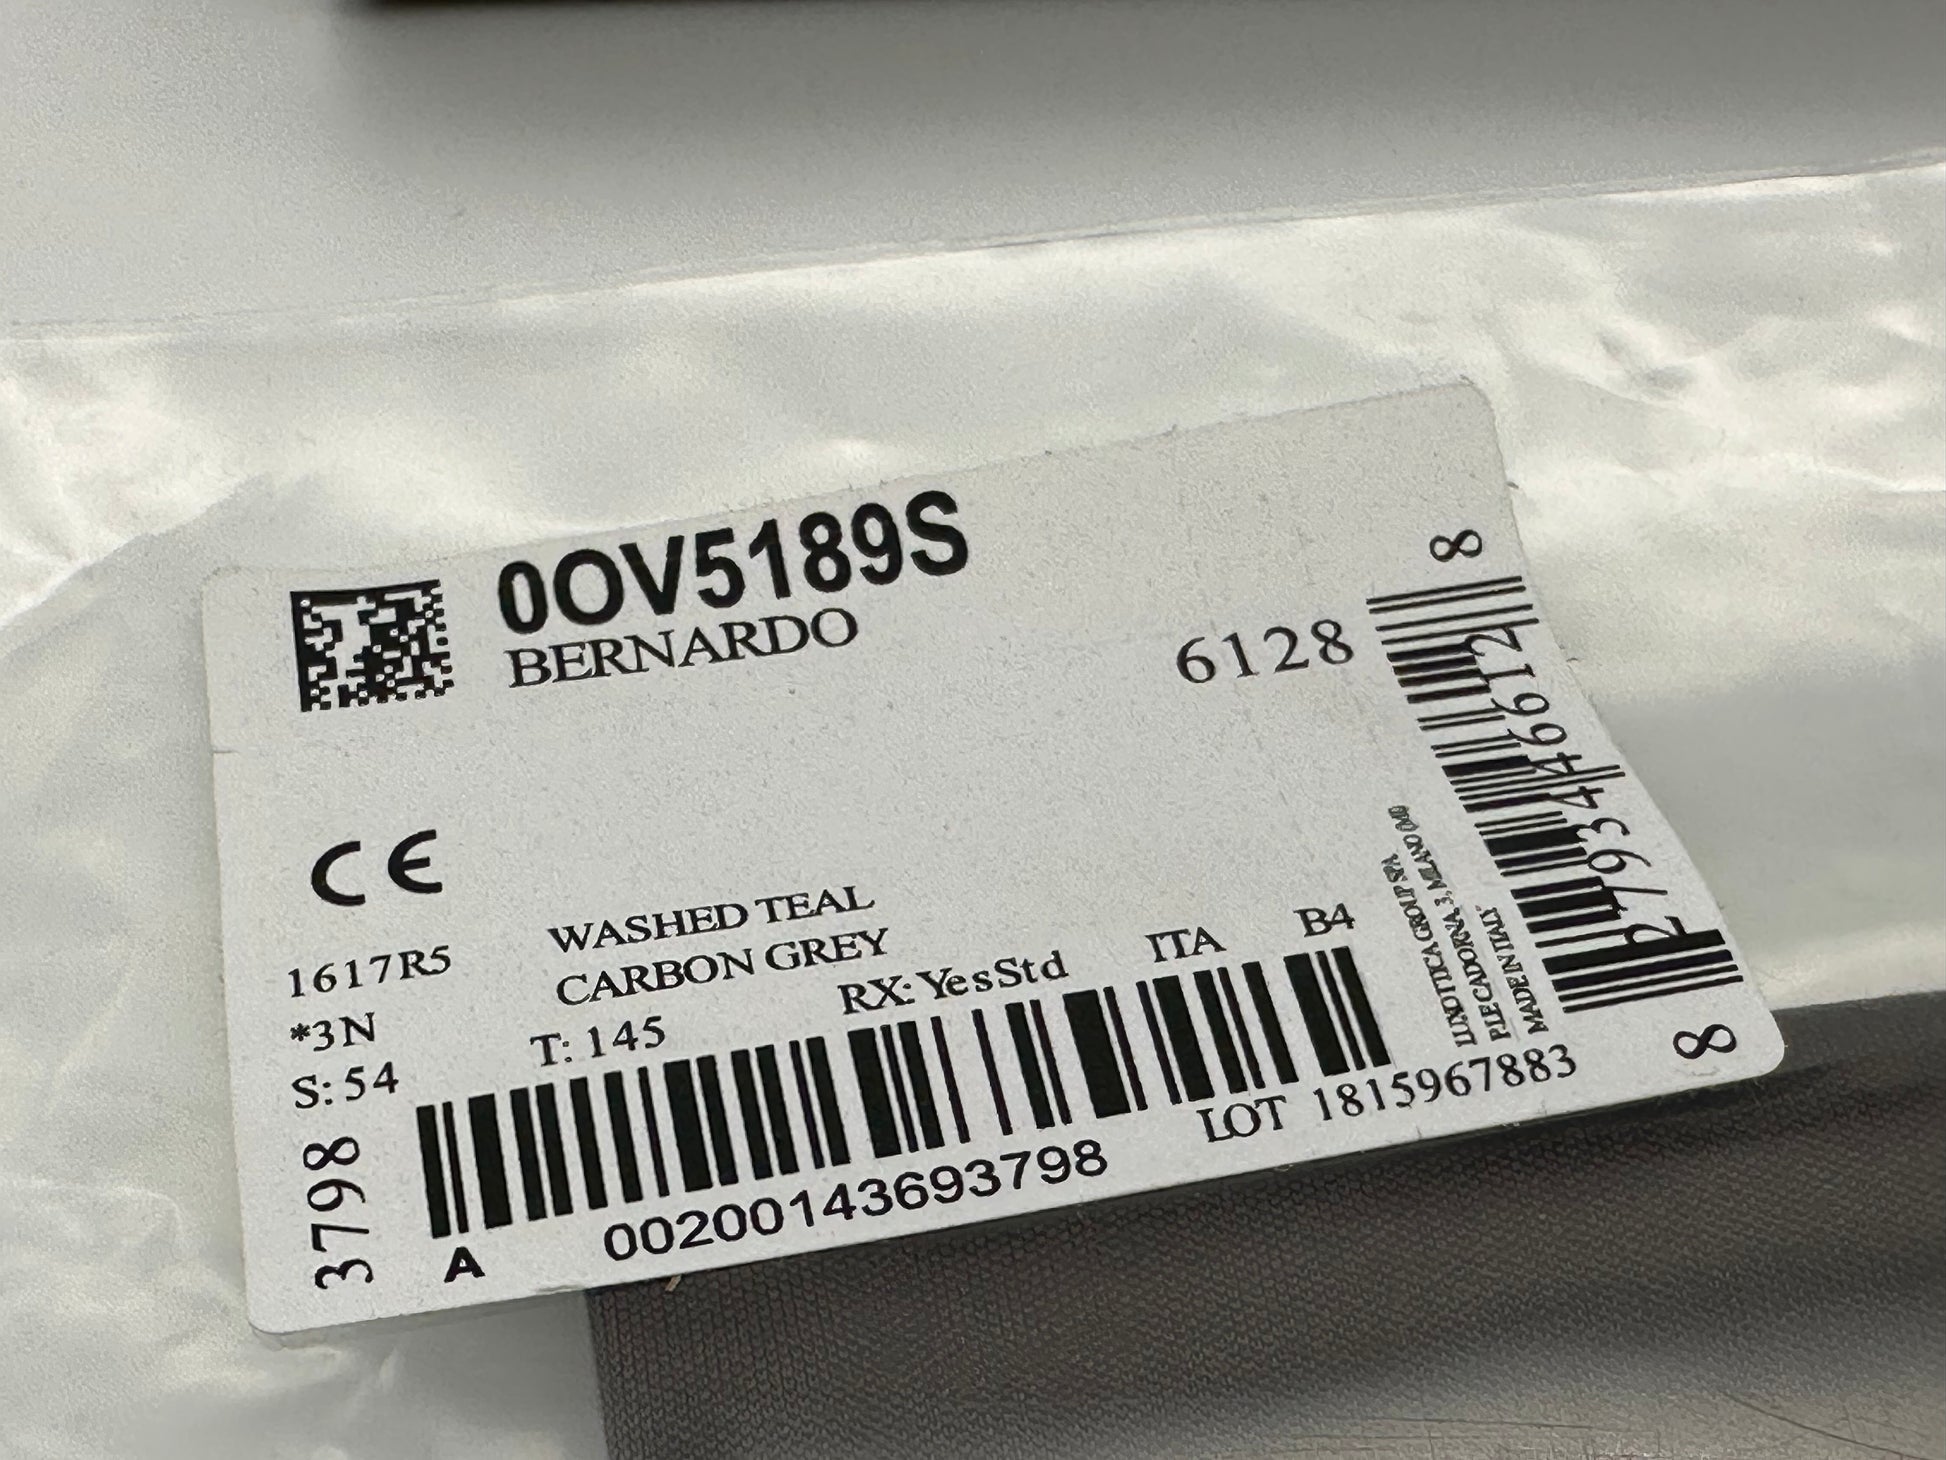 0OV5189S
BERNARDO
6128
CE
1617R5
WASHED TEAL
*3N
CARBON GREY
S: 54
T: 145
RX: YesStd
ITA
B4
3798
A
00200143693798
LOT 1815967883
LUXOTTICA GROUP SPA
P.LE CADORNA, 3, MILANO (MI)
MADE IN ITALY
8
8